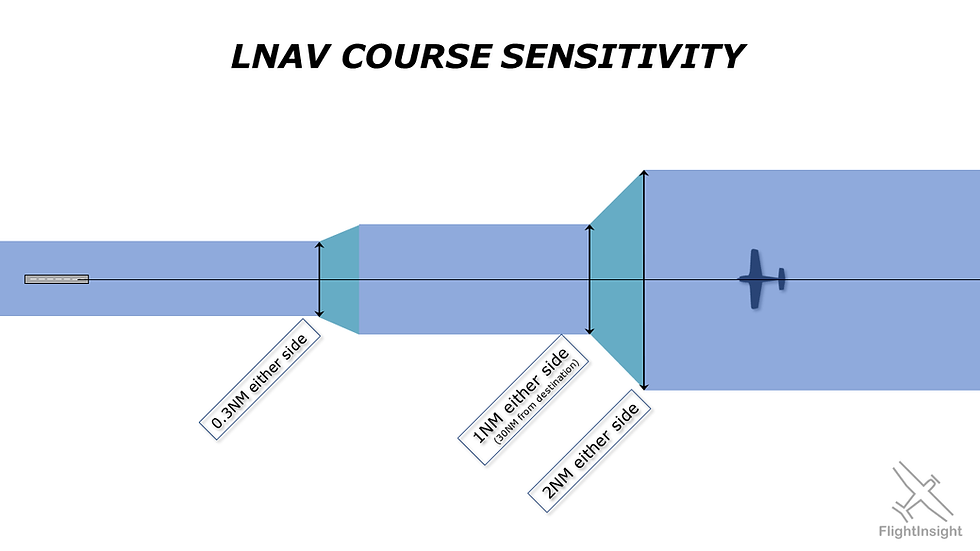 LNAV COURSE SENSITIVITY
0.3NM either side
1NM either side
(30NM from destination)
2NM either side
FlightInsight